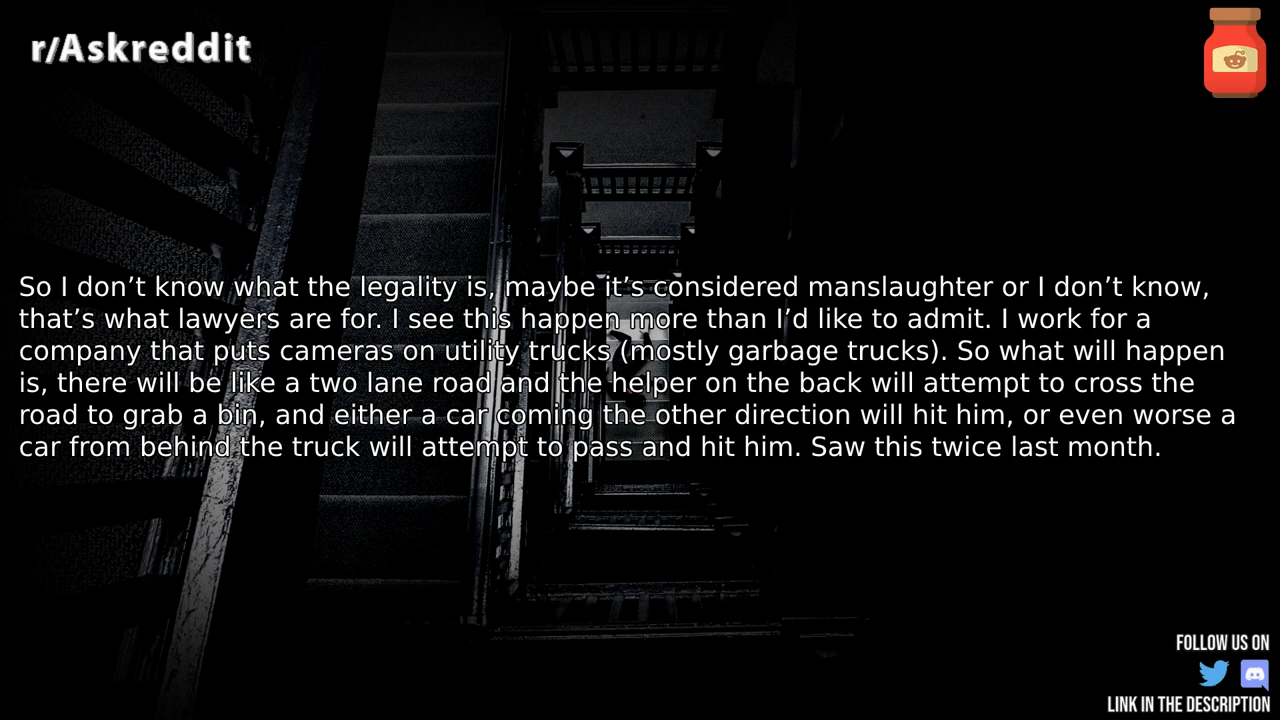 r/Askreddit
So I don’t know what the legality is, maybe it’s considered manslaughter or I don’t know,
that’s what lawyers are for. I see this happen more than I’d like to admit. I work for a
company that puts cameras on utility trucks (mostly garbage trucks). So what will happen
is, there will be like a two lane road and the helper on the back will attempt to cross the
road to grab a bin, and either a car coming the other direction will hit him, or even worse a
car from behind the truck will attempt to pass and hit him. Saw this twice last month.
FOLLOW US ON
LINK IN THE DESCRIPTION